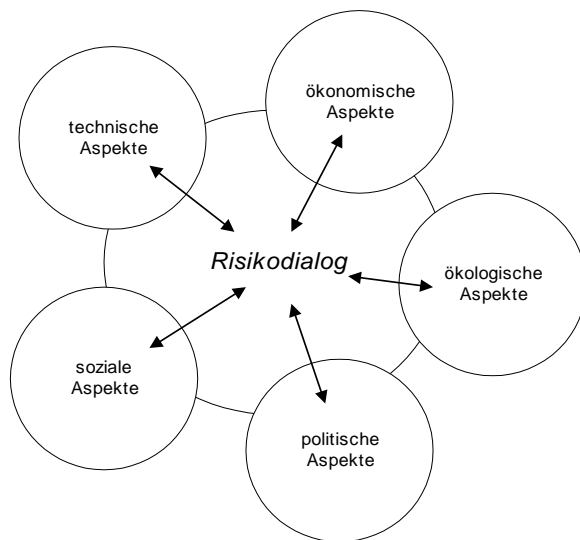 ökonomische
Aspekte
technische
Aspekte
Risikodialog
ökologische
Aspekte
soziale
Aspekte
politische
Aspekte